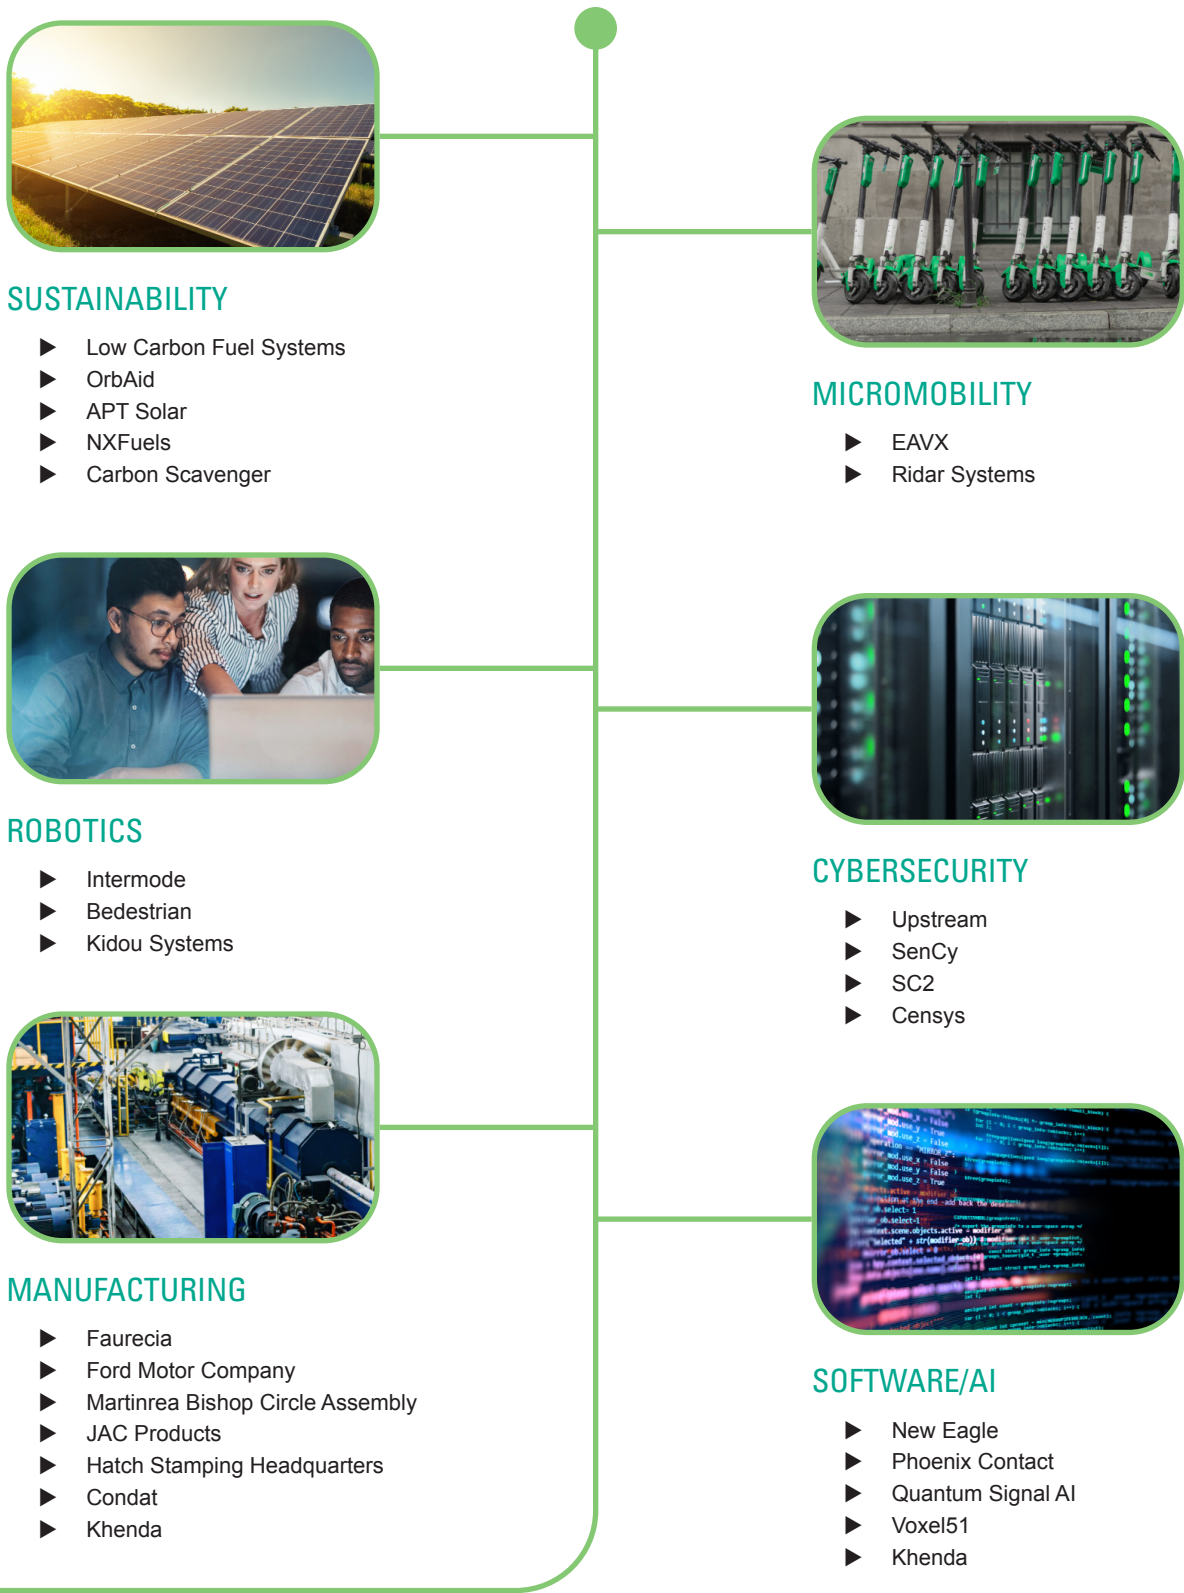 SUSTAINABILITY
▶ Low Carbon Fuel Systems
▶ OrbAid
▶ APT Solar
▶ NXFuels
▶ Carbon Scavenger
MICROMOBILITY
▶ EAVX
▶ Ridar Systems
ROBOTICS
▶ Intermode
▶ Bedestrian
▶ Kidou Systems
CYBERSECURITY
▶ Upstream
▶ SenCy
▶ SC2
▶ Censys
MANUFACTURING
▶ Faurecia
▶ Ford Motor Company
▶ Martinrea Bishop Circle Assembly
▶ JAC Products
▶ Hatch Stamping Headquarters
▶ Condat
▶ Khenda
SOFTWARE/AI
▶ New Eagle
▶ Phoenix Contact
▶ Quantum Signal AI
▶ Voxel51
▶ Khenda